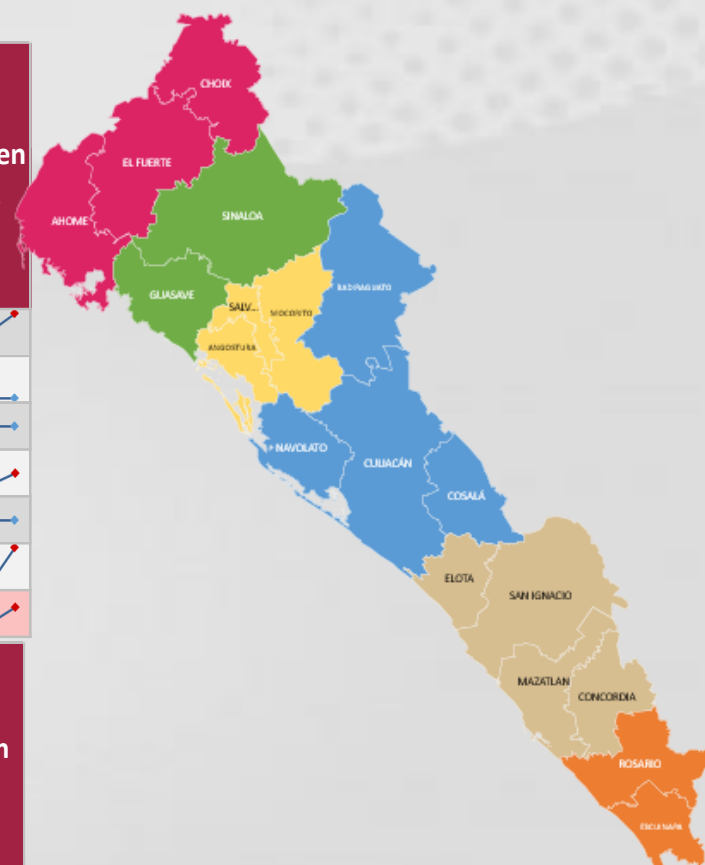 CHOIX
en
EL FUERTE
AHOME
SINALOA
BADIRAGUATO
GUASAVE
SALV...
MOCORITO
ANGOSTURA
NAVOLATO
CULIACÁN
COSALÁ
ELOTA
SAN IGNACIO
MAZATLAN
CONCORDIA
n
ROSARIO
ESCUINAPA